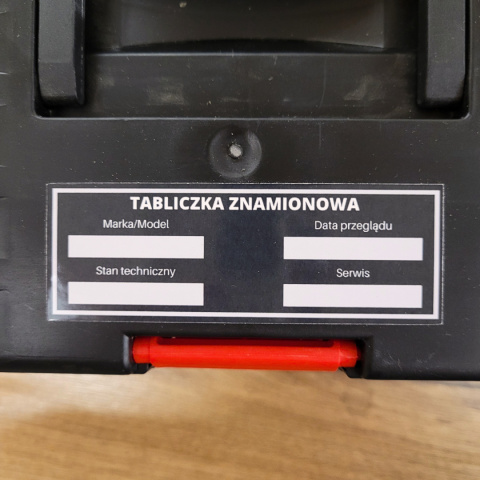 TABLICZKA ZNAMIONOWA
Marka/Model Data przeglądu
Stan techniczny Serwis